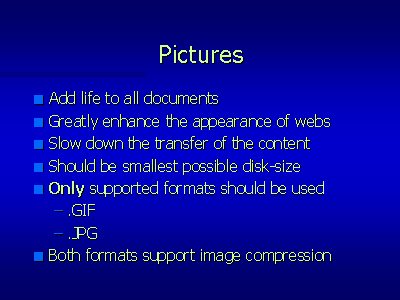 Pictures
Add life to all documents
Greatly enhance the appearance of webs
Slow down the transfer of the content
Should be smallest possible disk-size
Only supported formats should be used
– .GIF
– .JPG
Both formats support image compression